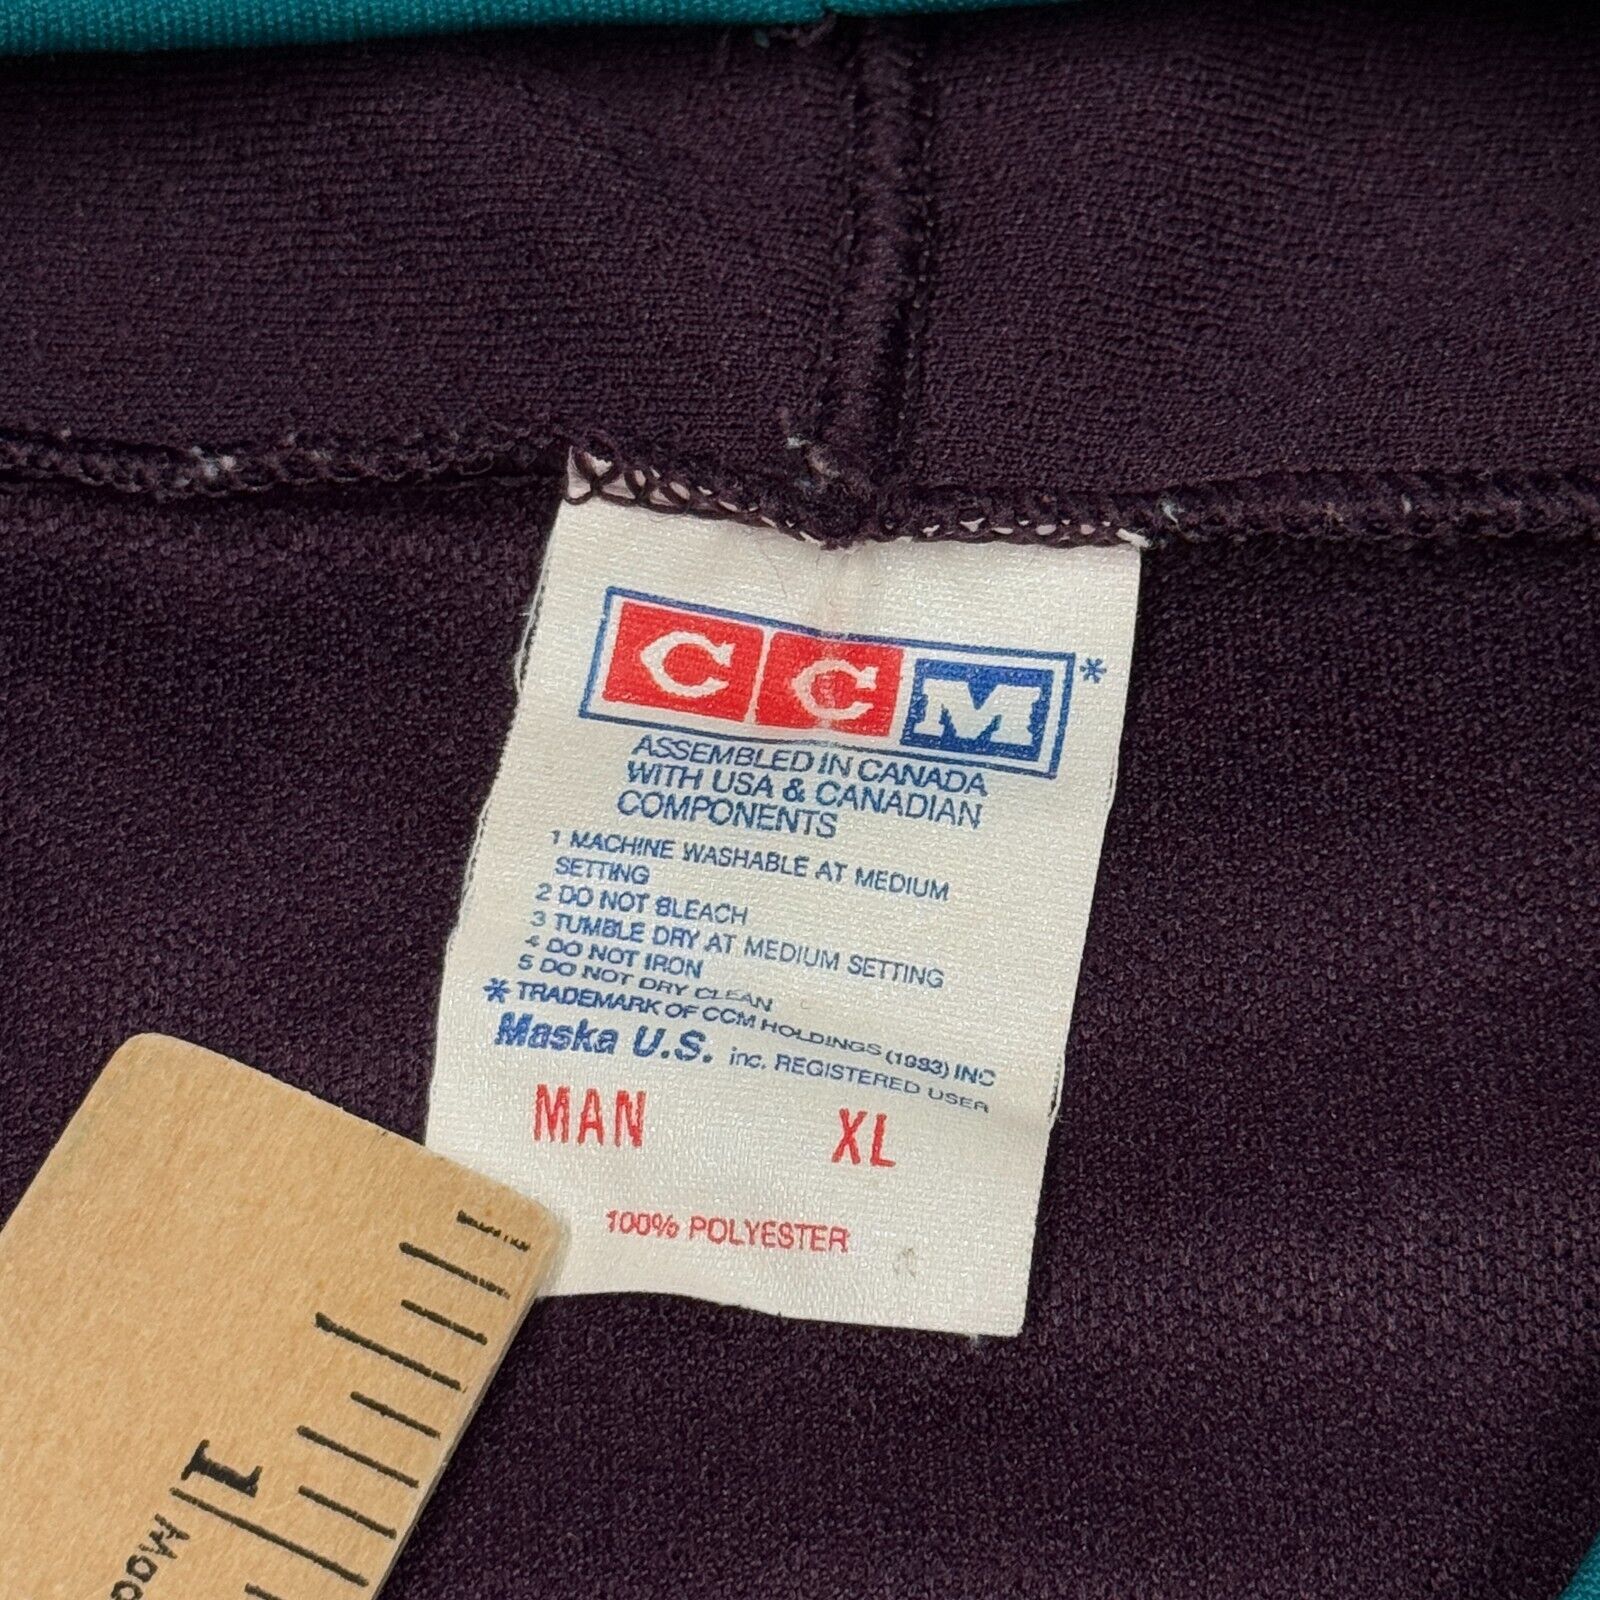 CCM*
ASSEMBLED IN CANADA
WITH USA & CANADIAN
COMPONENTS
1 MACHINE WASHABLE AT MEDIUM
SETTING
2 DO NOT BLEACH
3 TUMBLE DRY AT MEDIUM SETTING
4 DO NOT IRON
5 DO NOT DRY CLEAN
* TRADEMARK OF CCM HOLDINGS (1983) INC
Maska U.S. inc. REGISTERED USER
MAN XL
100% POLYESTER
1